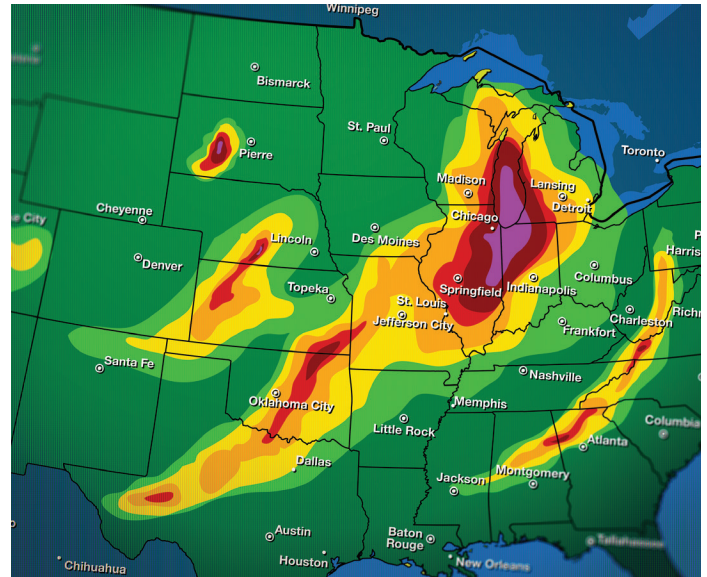 Winnipeg
Bismarck
St. Paul
Pierre
Toronto
Madison
Lansing
Detroit
Cheyenne
Chicago
e City
Lincoln
Des Moines
Harris
Denver
Columbus
Topeka
Springfield
Indianapolis
St. Louis
Jefferson City
Charleston
Richm
Frankfort
Santa Fe
Nashville
Oklahoma City
Memphis
Little Rock
Columbia
Atlanta
Dallas
Montgomery
Jackson
Austin
Baton
Rouge
Tallahassee
Houston
New Orleans
Chihuahua